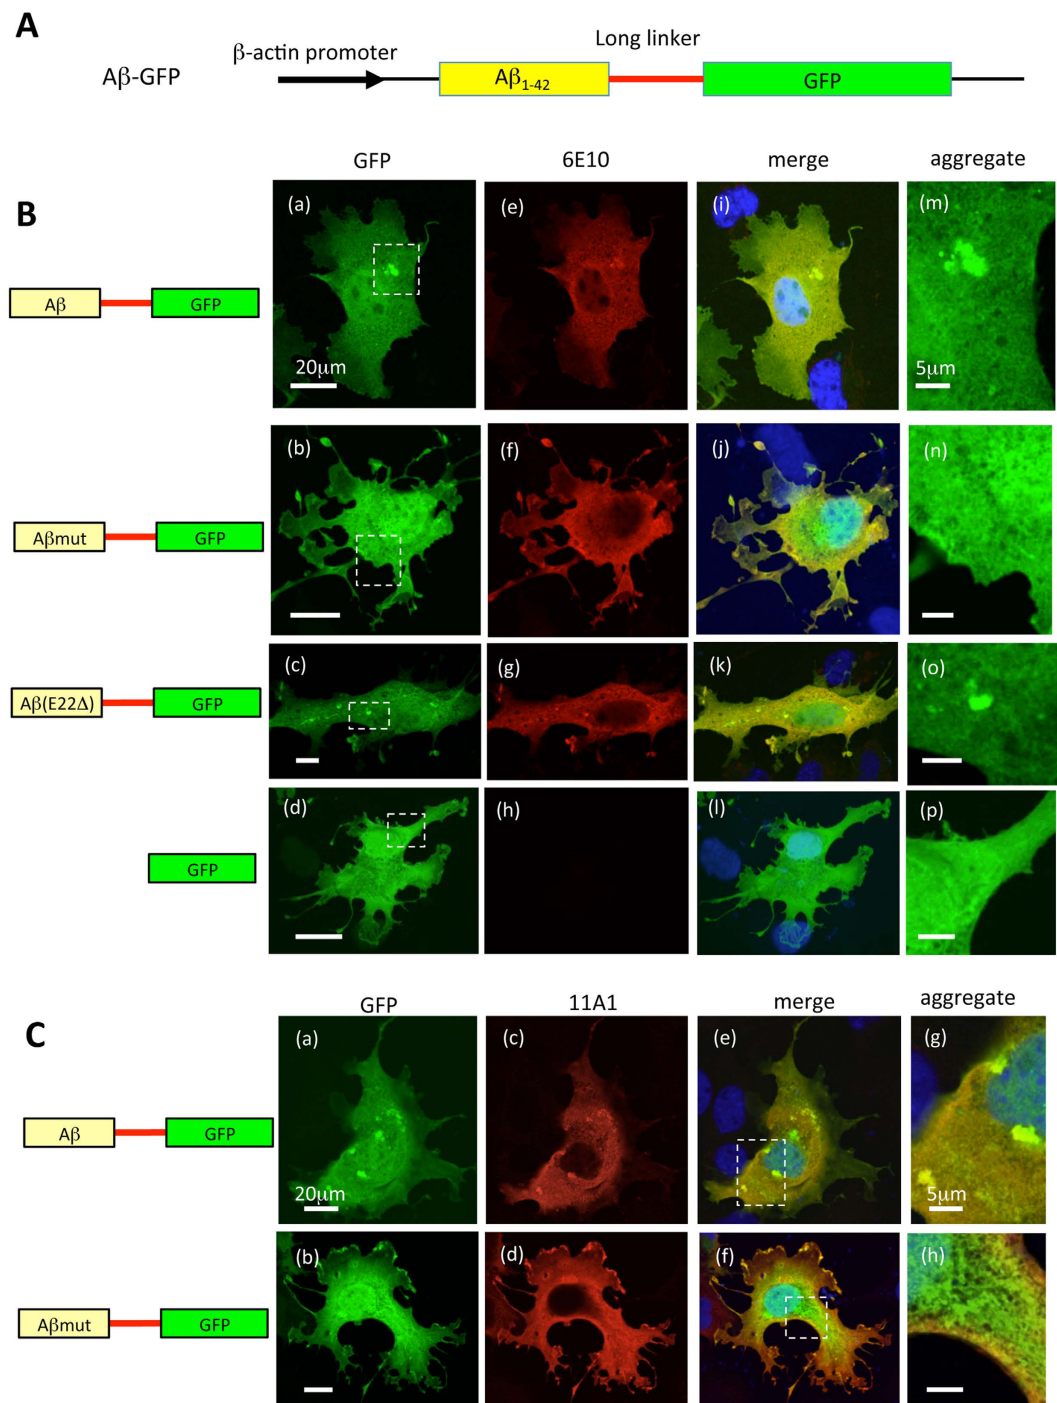 A
Aβ-GFP
β-actin promoter
Long linker
Aβ1-42
GFP
B
GFP
6E10
merge
aggregate
Aβ
GFP
(a)
20μm
(e)
(i)
(m)
5μm
Aβmut
GFP
(b)
(f)
(j)
(n)
Aβ(E22Δ)
GFP
(c)
(g)
(k)
(o)
GFP
(d)
(h)
(l)
(p)
C
GFP
11A1
merge
aggregate
Aβ
GFP
(a)
20μm
(c)
(e)
(g)
5μm
Aβmut
GFP
(b)
(d)
(f)
(h)